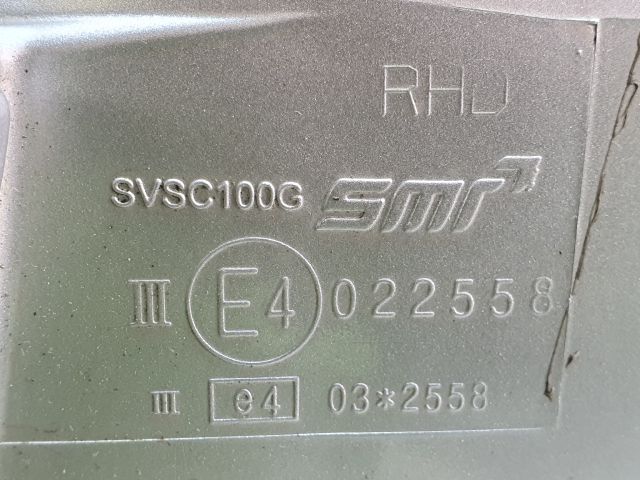 RHD
SVSC100G smr
III E4 022558
III e4 03*2558